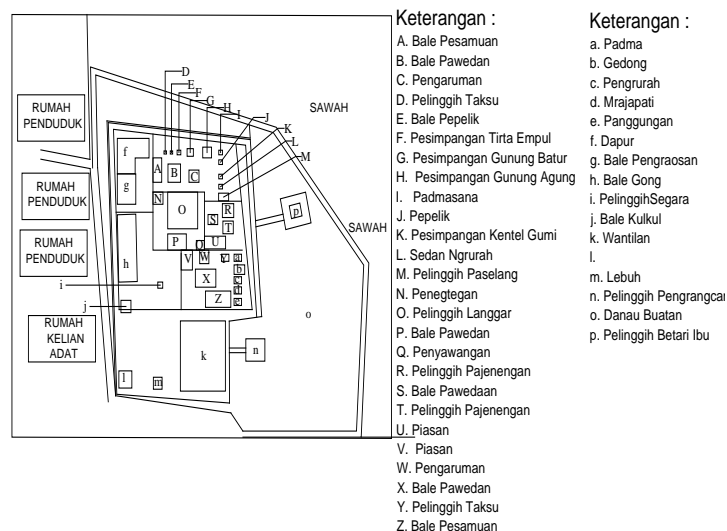 D
E
F
G
H
I
J
K
L
M
SAWAH
RUMAH
PENDUDUK
RUMAH
PENDUDUK
RUMAH
PENDUDUK
RUMAH
KELIAN
ADAT
SAWAH
f
g
h
i
j
k
l
m
n
o
p
A
B
C
N
O
P
Q
R
S
T
U
V
W
X
Y
Z
a
b
c
d
e
Keterangan :
A. Bale Pesamuan
B. Bale Pawedan
C. Pengaruman
D. Pelinggih Taksu
E. Bale Pepelik
F. Pesimpangan Tirta Empul
G. Pesimpangan Gunung Batur
H. Pesimpangan Gunung Agung
I. Padmasana
J. Pepelik
K. Pesimpangan Kentel Gumi
L. Sedan Ngrurah
M. Pelinggih Paselang
N. Penegtegan
O. Pelinggih Langgar
P. Bale Pawedan
Q. Penyawangan
R. Pelinggih Pajenengan
S. Bale Pawedaan
T. Pelinggih Pajenengan
U. Piasan
V. Piasan
W. Pengaruman
X. Bale Pawedan
Y. Pelinggih Taksu
Z. Bale Pesamuan
Keterangan :
a. Padma
b. Gedong
c. Pengrurah
d. Mrajapati
e. Panggungan
f. Dapur
g. Bale Pengraosan
h. Bale Gong
i. PelinggihSegara
j. Bale Kulkul
k. Wantilan
l.
m. Lebuh
n. Pelinggih Pengrangcan
o. Danau Buatan
p. Pelinggih Betari Ibu